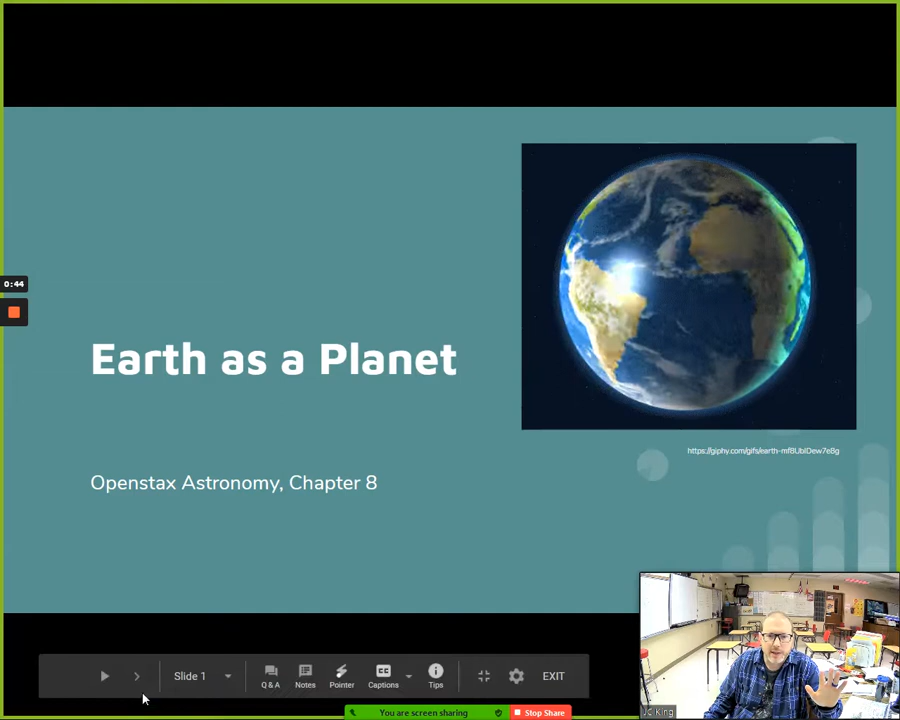 0:44
Earth as a Planet
https://giphy.com/gifs/earth-mf8UbIDew7e8g
Openstax Astronomy, Chapter 8
Slide 1
Q & A
Notes
Pointer
Captions
Tips
EXIT
JC King
You are screen sharing
Stop Share